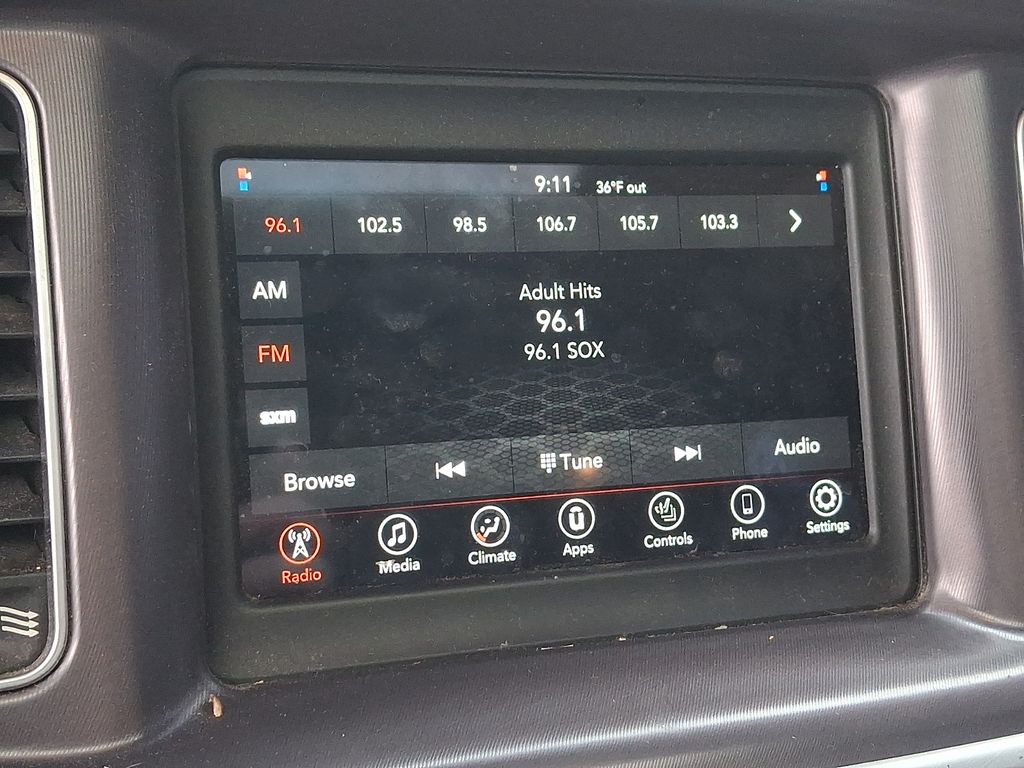 9:11 36°F out
96.1 102.5 98.5 106.7 105.7 103.3
AM
FM
sxm
Adult Hits
96.1
96.1 SOX
Browse Tune Audio
Radio Media Climate Apps Controls Phone Settings